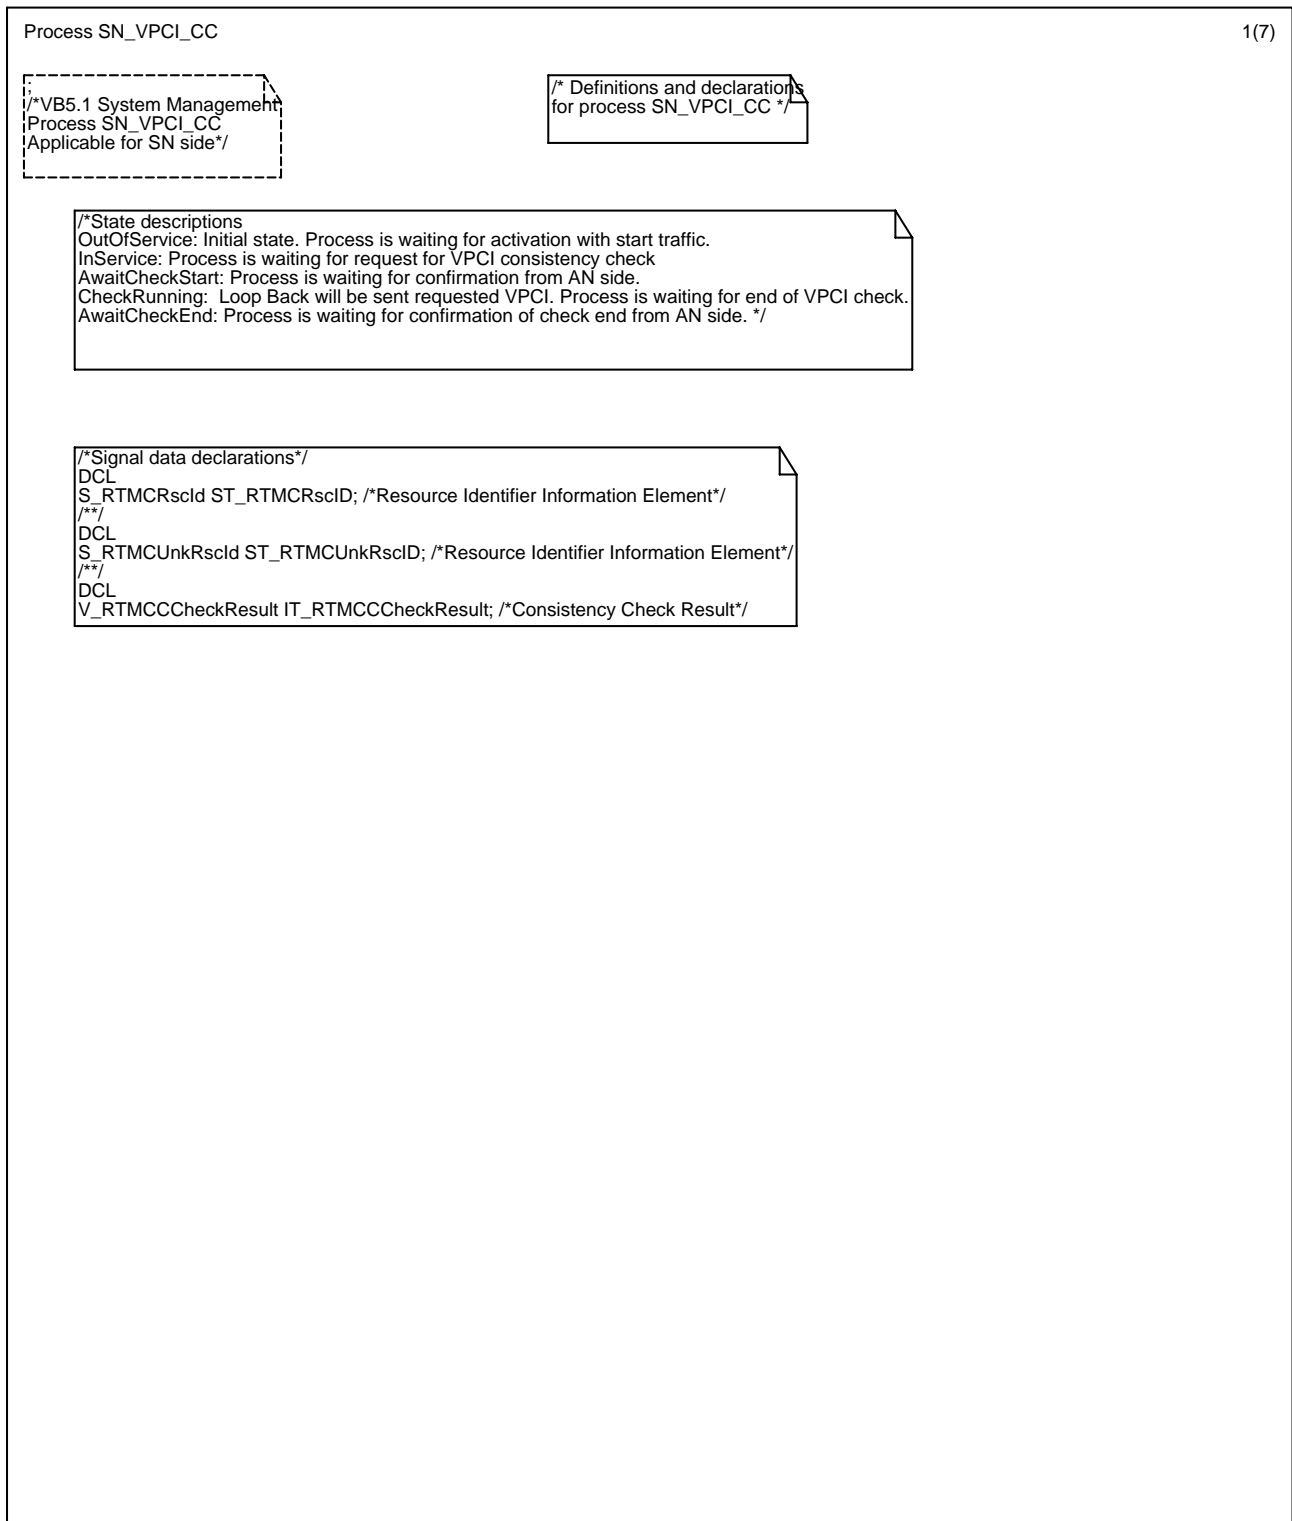 Process SN_VPCI_CC
1(7)
;
/*VB5.1 System Management
Process SN_VPCI_CC
Applicable for SN side*/
/* Definitions and declarations
for process SN_VPCI_CC */
/*State descriptions
OutOfService: Initial state. Process is waiting for activation with start traffic.
InService: Process is waiting for request for VPCI consistency check
AwaitCheckStart: Process is waiting for confirmation from AN side.
CheckRunning:  Loop Back will be sent requested VPCI. Process is waiting for end of VPCI check.
AwaitCheckEnd: Process is waiting for confirmation of check end from AN side. */
/*Signal data declarations*/
DCL
S_RTMCRscId ST_RTMCRscID; /*Resource Identifier Information Element*/
/**/
DCL
S_RTMCUnkRscId ST_RTMCUnkRscID; /*Resource Identifier Information Element*/
/**/
DCL
V_RTMCCCheckResult IT_RTMCCCheckResult; /*Consistency Check Result*/